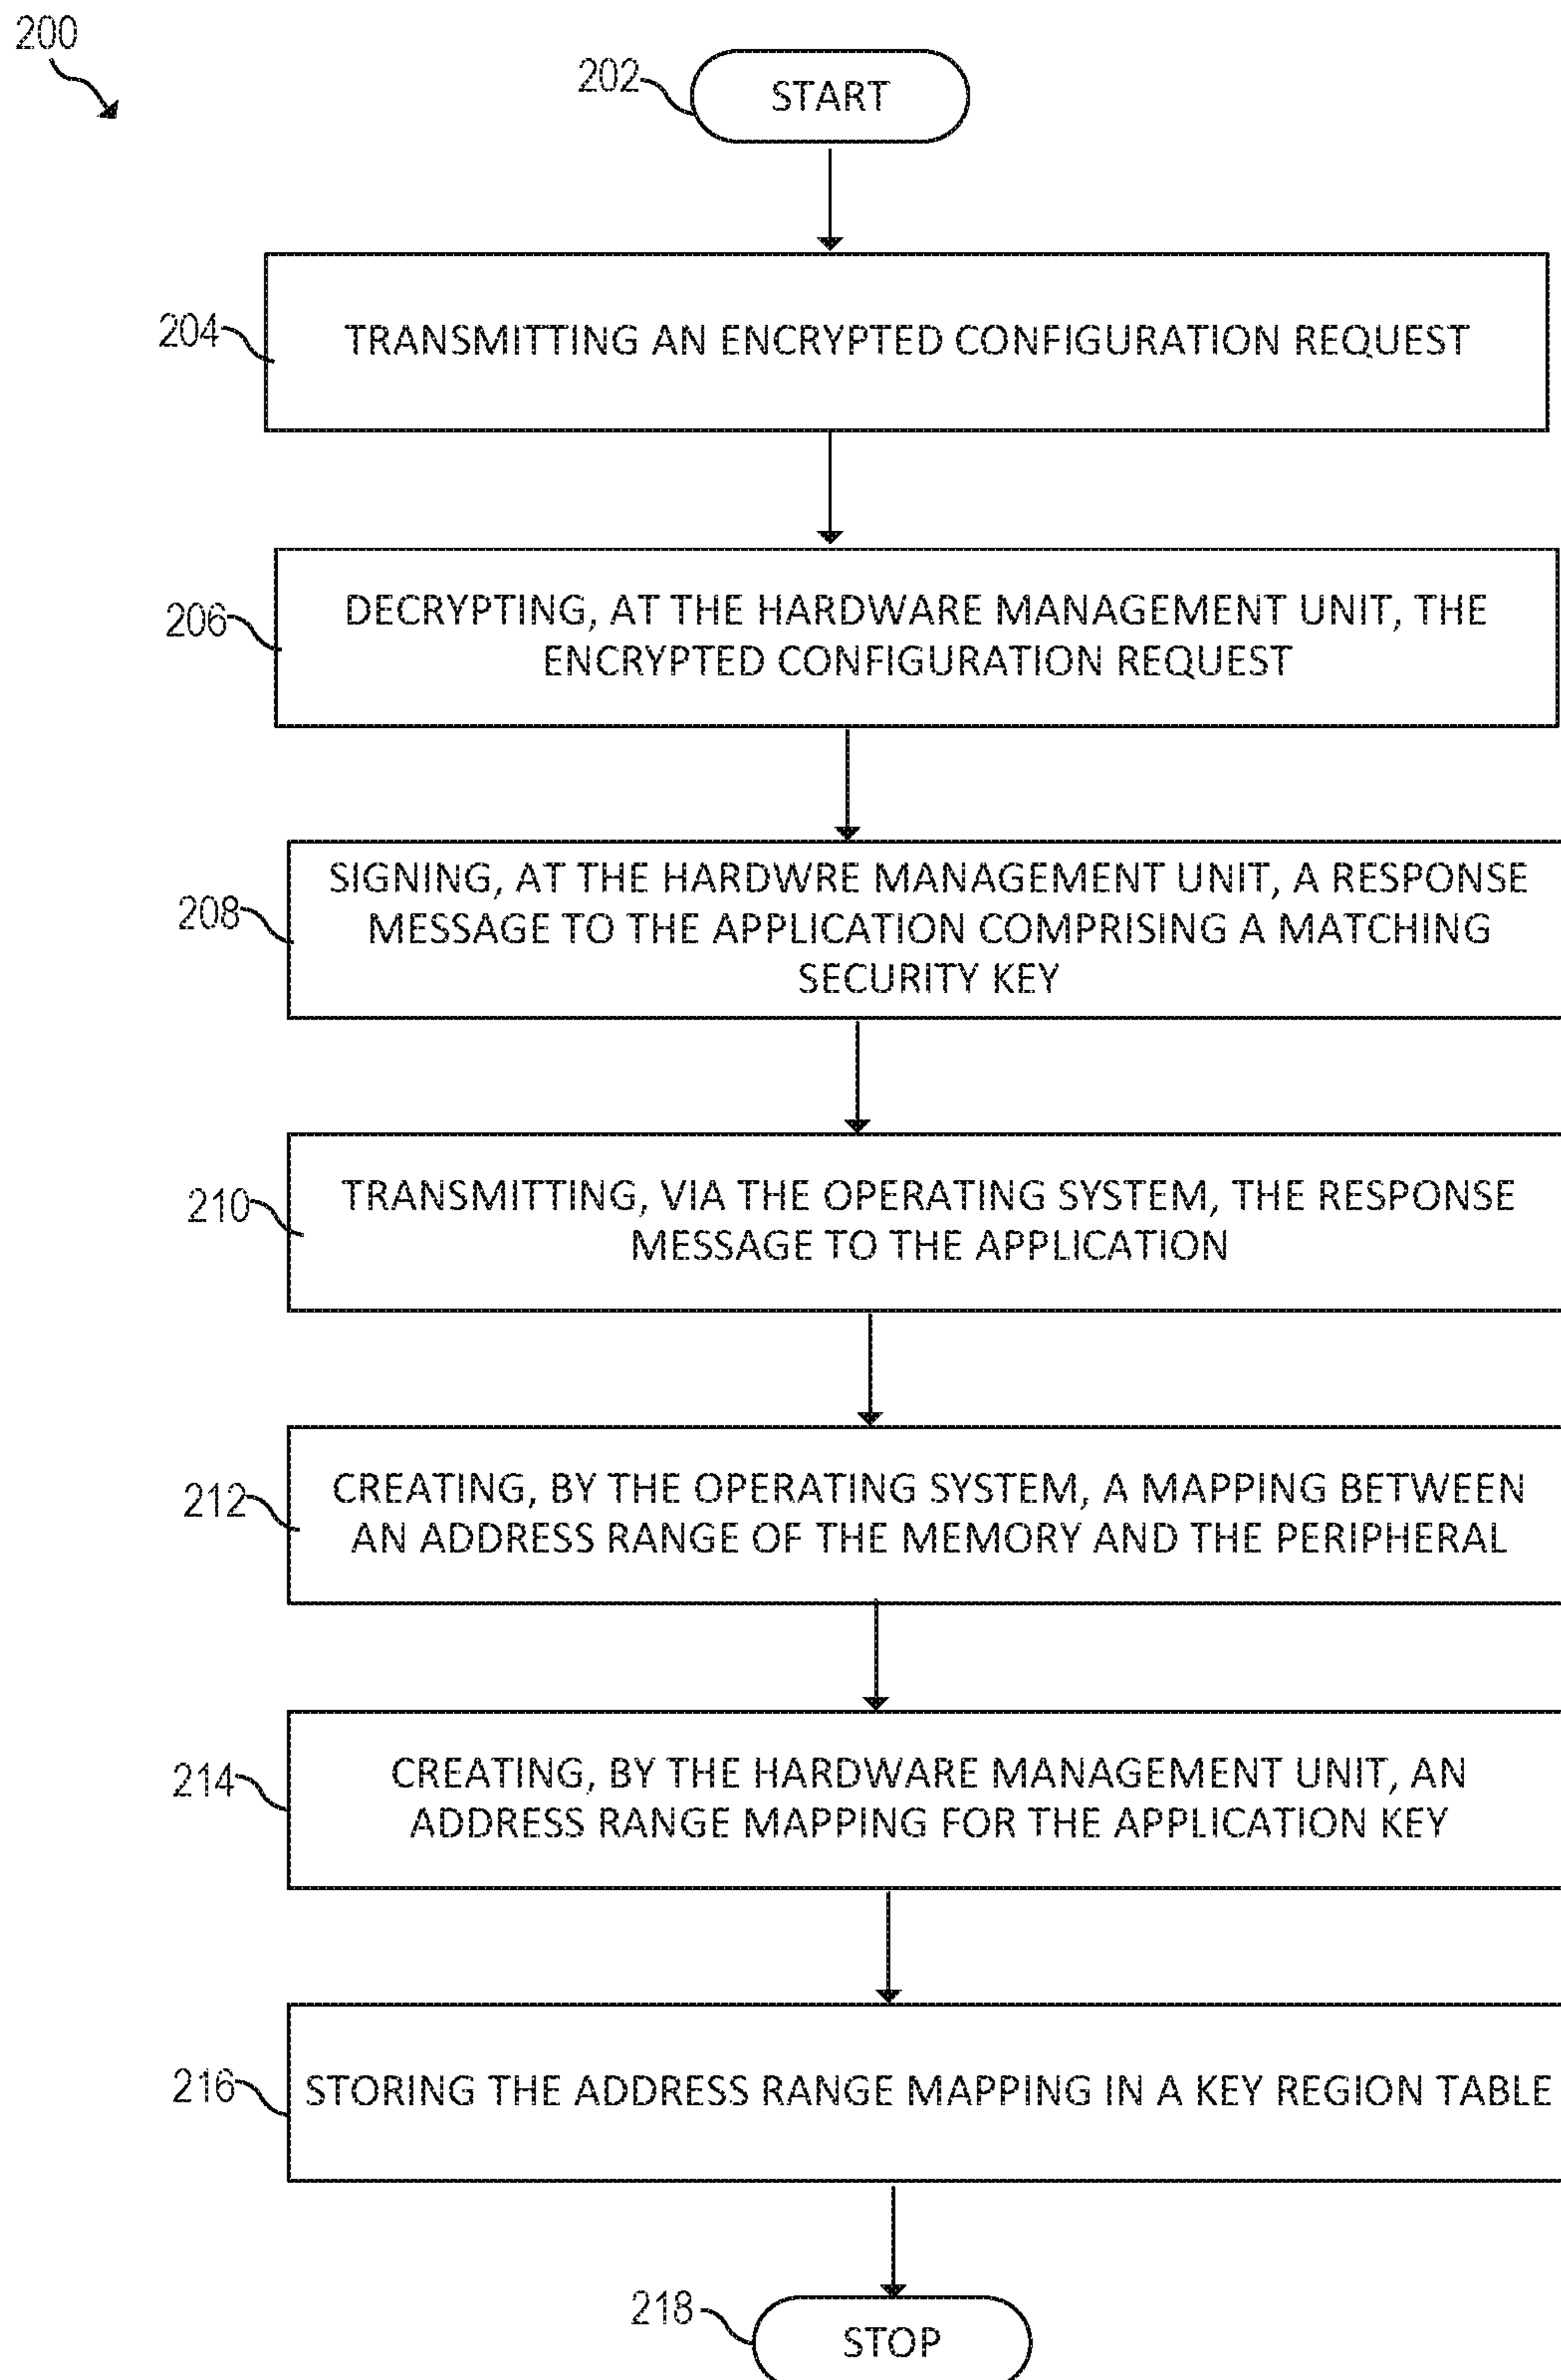 200
202
START
204
TRANSMITTING AN ENCRYPTED CONFIGURATION REQUEST
206
DECRYPTING, AT THE HARDWARE MANAGEMENT UNIT, THE
ENCRYPTED CONFIGURATION REQUEST
208
SIGNING, AT THE HARDWRE MANAGEMENT UNIT, A RESPONSE
MESSAGE TO THE APPLICATION COMPRISING A MATCHING
SECURITY KEY
210
TRANSMITTING, VIA THE OPERATING SYSTEM, THE RESPONSE
MESSAGE TO THE APPLICATION
212
CREATING, BY THE OPERATING SYSTEM, A MAPPING BETWEEN
AN ADDRESS RANGE OF THE MEMORY AND THE PERIPHERAL
214
CREATING, BY THE HARDWARE MANAGEMENT UNIT, AN
ADDRESS RANGE MAPPING FOR THE APPLICATION KEY
216
STORING THE ADDRESS RANGE MAPPING IN A KEY REGION TABLE
218
STOP